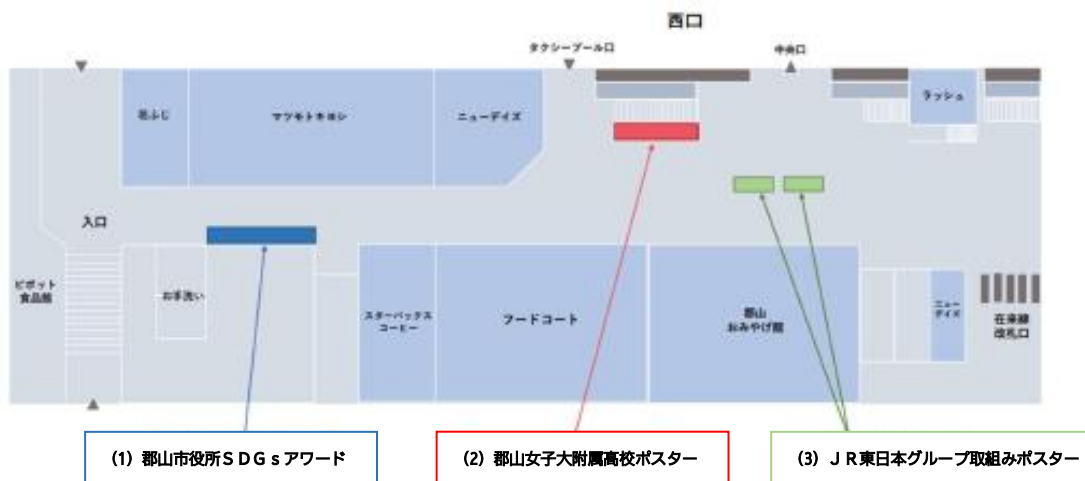 西口
タクシープール口
中央口
花ふじ
マツモトキヨシ
ニューデイズ
ラッシュ
入口
ピボット
食品館
お手洗い
スターバックス
コーヒー
フードコート
郡山
おみやげ館
ニュー
デイズ
在来線
改札口
(1) 郡山市役所ＳＤＧｓアワード
(2) 郡山女子大附属高校ポスター
(3) ＪＲ東日本グループ取組みポスター